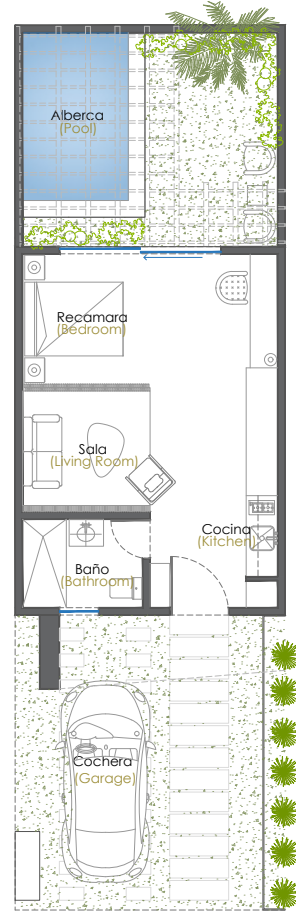 Alberca
(Pool)
Recamara
(Bedroom)
Sala
(Living Room)
Cocina
(Kitchen)
Baño
(Bathroom)
Cochera
(Garage)